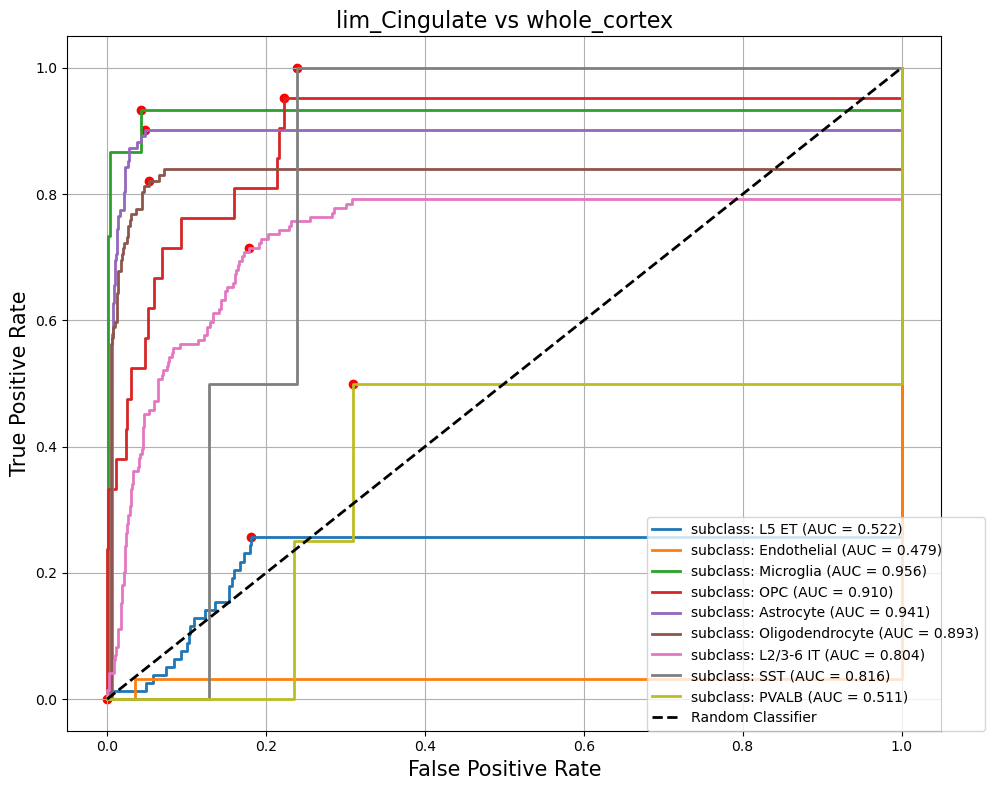 lim_Cingulate vs whole_cortex
True Positive Rate
1.0
0.8
0.6
0.4
0.2
0.0
subclass: L5 ET (AUC = 0.522)
subclass: Endothelial (AUC = 0.479)
subclass: Microglia (AUC = 0.956)
subclass: OPC (AUC = 0.910)
subclass: Astrocyte (AUC = 0.941)
subclass: Oligodendrocyte (AUC = 0.893)
subclass: L2/3-6 IT (AUC = 0.804)
subclass: SST (AUC = 0.816)
subclass: PVALB (AUC = 0.511)
Random Classifier
0.0 0.2 0.4 0.6 0.8 1.0
False Positive Rate